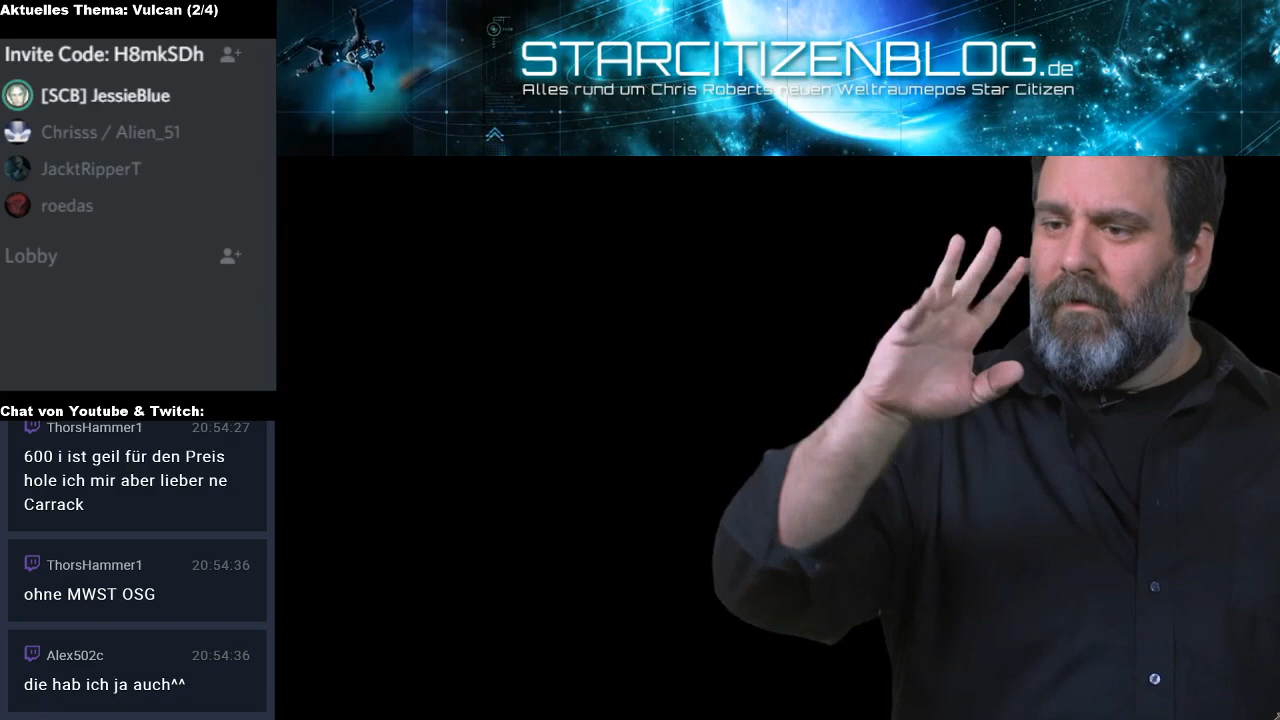 Aktuelles Thema: Vulcan (2/4)
Invite Code: H8mkSDh
[SCB] JessieBlue
Chrisss / Alien_51
JacktRipperT
roedas
Lobby
STARCITIZENBLOG.de
Alles rund um Chris Roberts neuen Weltraumepos Star Citizen
Chat von Youtube & Twitch:
ThorsHammer1 20:54:27
600 i ist geil für den Preis
hole ich mir aber lieber ne
Carrack
ThorsHammer1 20:54:36
ohne MWST OSG
Alex502c 20:54:36
die hab ich ja auch^^